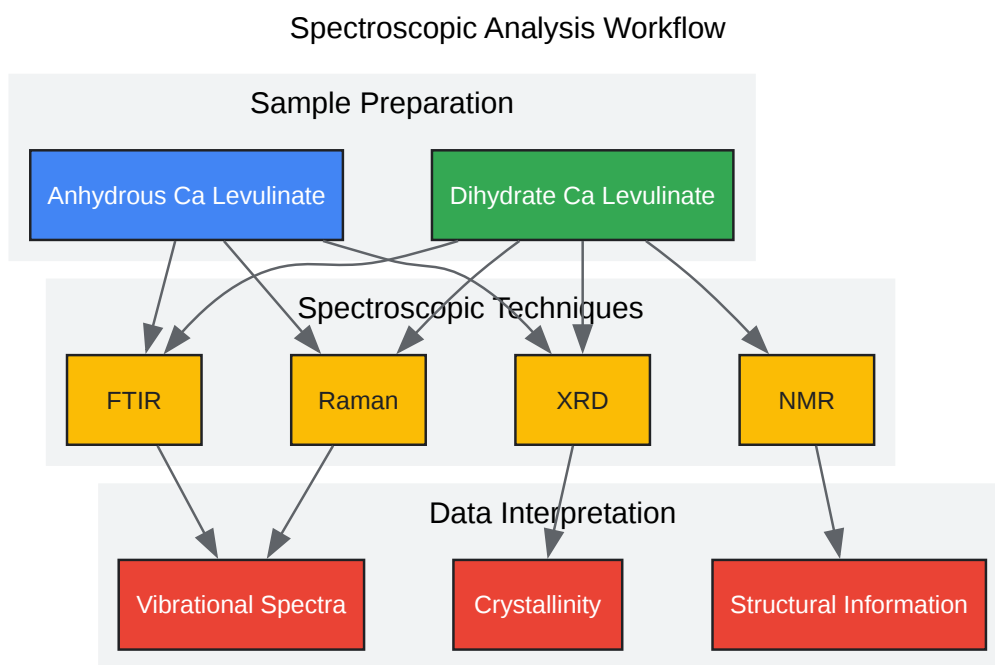 Spectroscopic Analysis Workflow
Sample Preparation
Anhydrous Ca Levulinate
Dihydrate Ca Levulinate
Spectroscopic Techniques
FTIR
Raman
XRD
NMR
Data Interpretation
Vibrational Spectra
Crystallinity
Structural Information